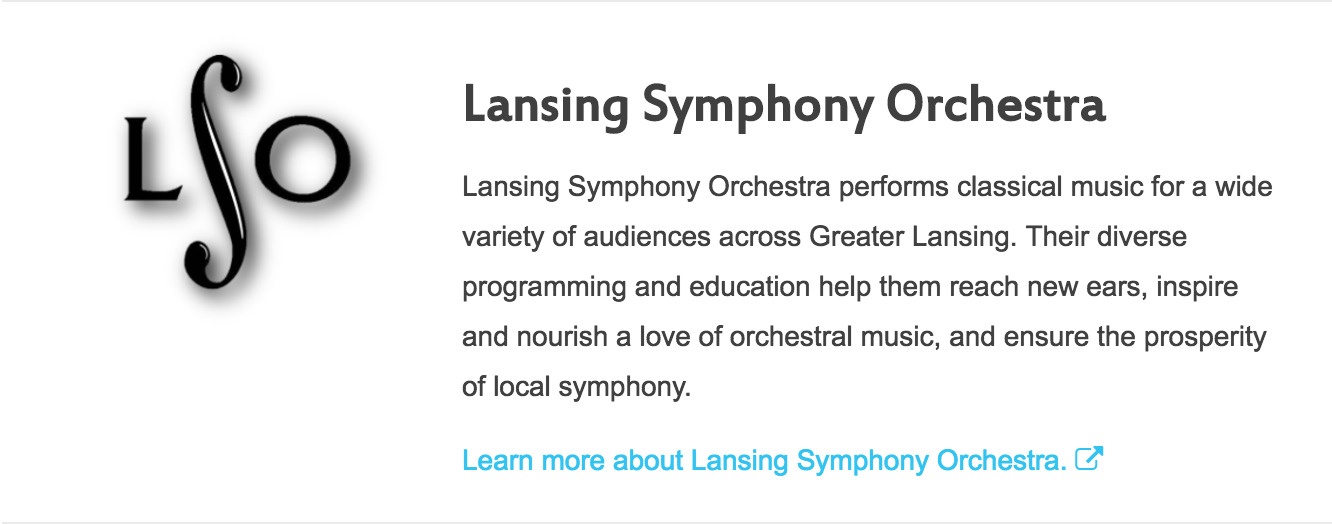 LSO
Lansing Symphony Orchestra
Lansing Symphony Orchestra performs classical music for a wide
variety of audiences across Greater Lansing. Their diverse
programming and education help them reach new ears, inspire
and nourish a love of orchestral music, and ensure the prosperity
of local symphony.
Learn more about Lansing Symphony Orchestra.